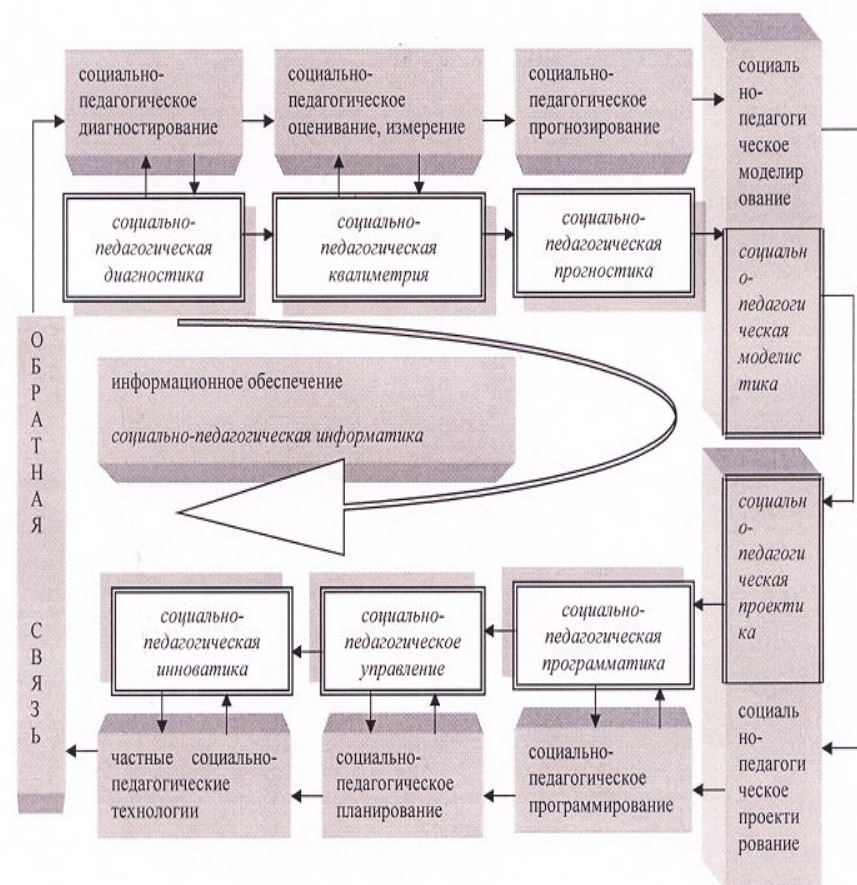 социально-
педагогическое
диагностирование
социально-
педагогическое
оценивание, измерение
социально-
педагогическое
прогнозирование
социаль
но-
педагоги
ческое
моделир
ование
социально-
педагогическая
диагностика
социально-
педагогическая
квалиметрия
социально-
педагогическая
прогностика
социальн
о-
педагоги
ческая
моделис
тика
ОБРАТНАЯ СВЯЗЬ
информационное обеспечение
социально-педагогическая информатика
социальн
о-
педагоги
ческая
проекти
ка
социально-
педагогическая
инноватика
социально-
педагогическое
управление
социально-
педагогическая
программатика
частные социально-
педагогические
технологии
социально-
педагогическое
планирование
социально-
педагогическое
программирование
социаль
но-
педагоги
ческое
проекти
рование